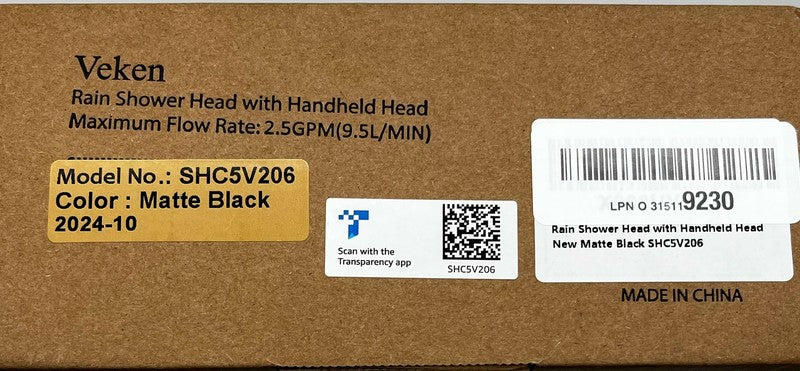 Veken
Rain Shower Head with Handheld Head
Maximum Flow Rate: 2.5GPM(9.5L/MIN)
Model No.: SHC5V206
Color : Matte Black
2024-10
Scan with the
Transparency app
SHC5V206
LPN O 315119230
Rain Shower Head with Handheld Head
New Matte Black SHC5V206
MADE IN CHINA